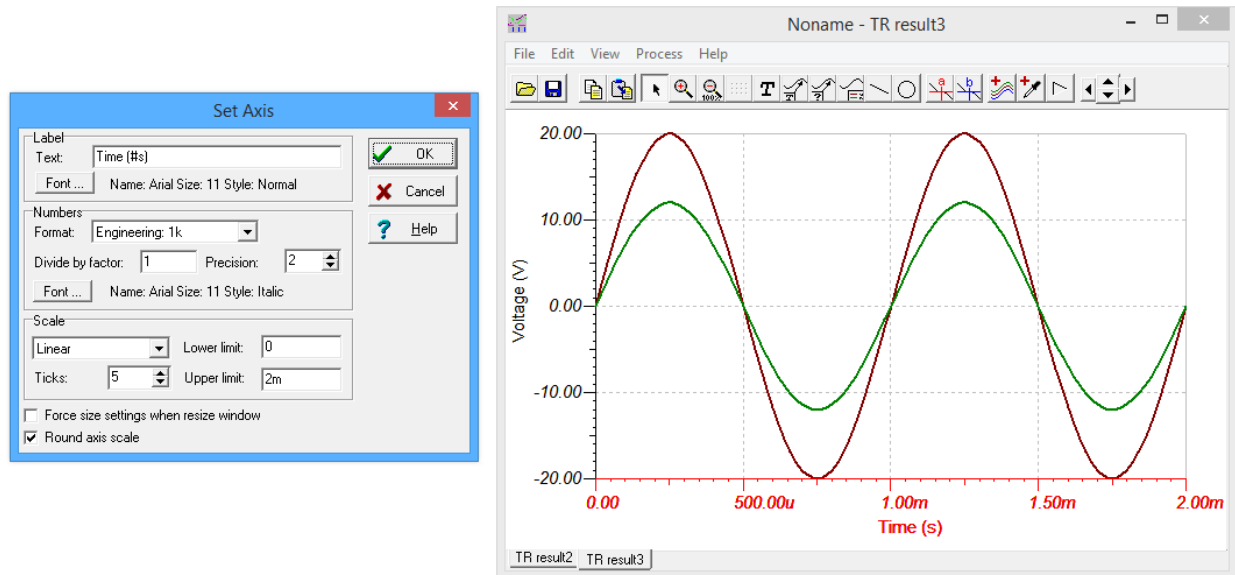 Set Axis
Label
Text: Time (#s)
Font ... Name: Arial Size: 11 Style: Normal
Numbers
Format: Engineering: 1k
Divide by factor: 1 Precision: 2
Font ... Name: Arial Size: 11 Style: Italic
Scale
Linear Lower limit: 0
Ticks: 5 Upper limit: 2m
Force size settings when resize window
Round axis scale
OK
Cancel
? Help
Noname - TR result3
File Edit View Process Help
100% T Σ ? Ex a b
20.00
10.00
0.00
-10.00
-20.00
Voltage (V)
0.00 500.00u 1.00m 1.50m 2.00m
Time (s)
TR result2 TR result3